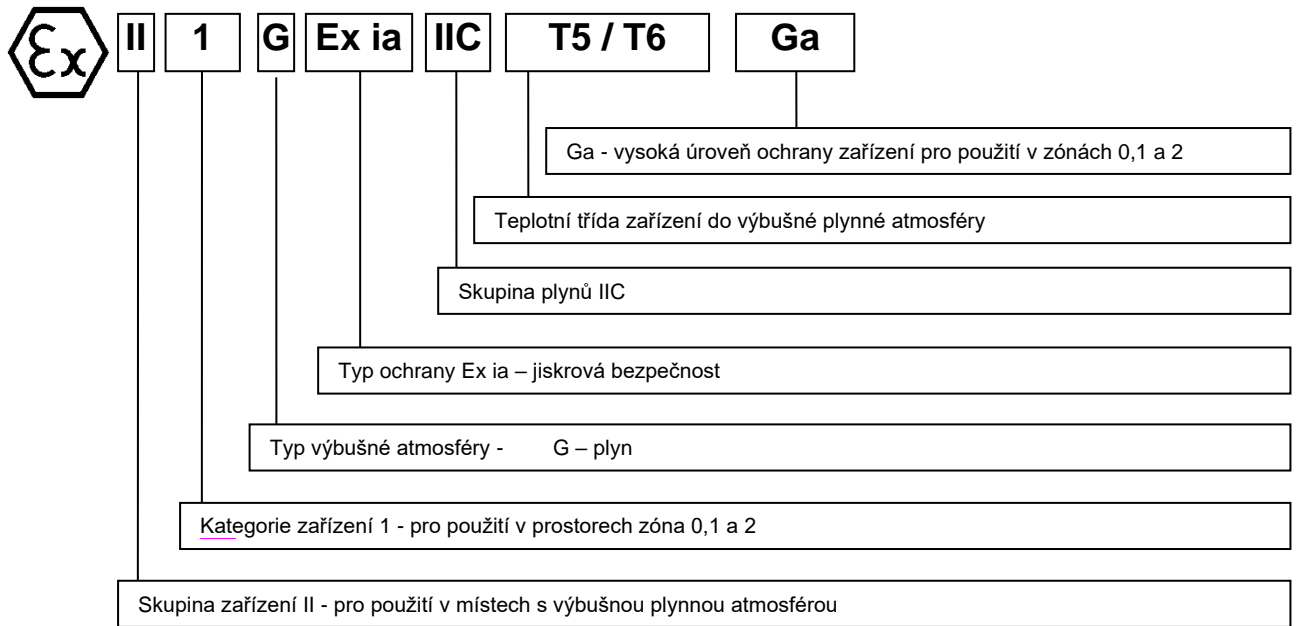 Ex II 1 G Ex ia IIC T5 / T6 Ga
Ga - vysoká úroveň ochrany zařízení pro použití v zónách 0,1 a 2
Teplotní třída zařízení do výbušné plynné atmosféry
Skupina plynů IIC
Typ ochrany Ex ia – jiskrová bezpečnost
Typ výbušné atmosféry - G – plyn
Kategorie zařízení 1 - pro použití v prostorech zóna 0,1 a 2
Skupina zařízení II - pro použití v místech s výbušnou plynnou atmosférou